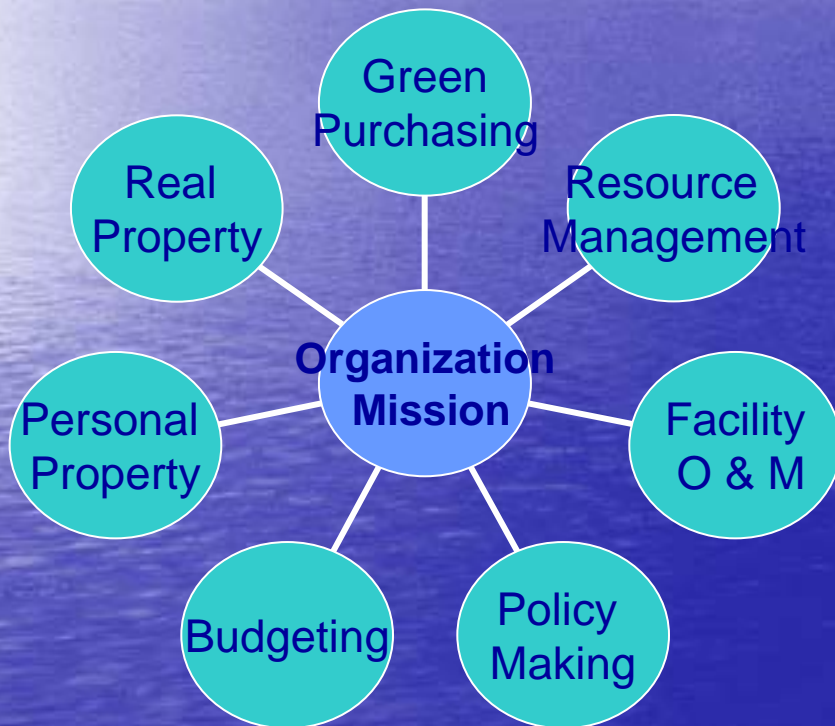 Green
Purchasing
Real
Property
Resource
Management
Organization
Mission
Personal
Property
Facility
O & M
Budgeting
Policy
Making